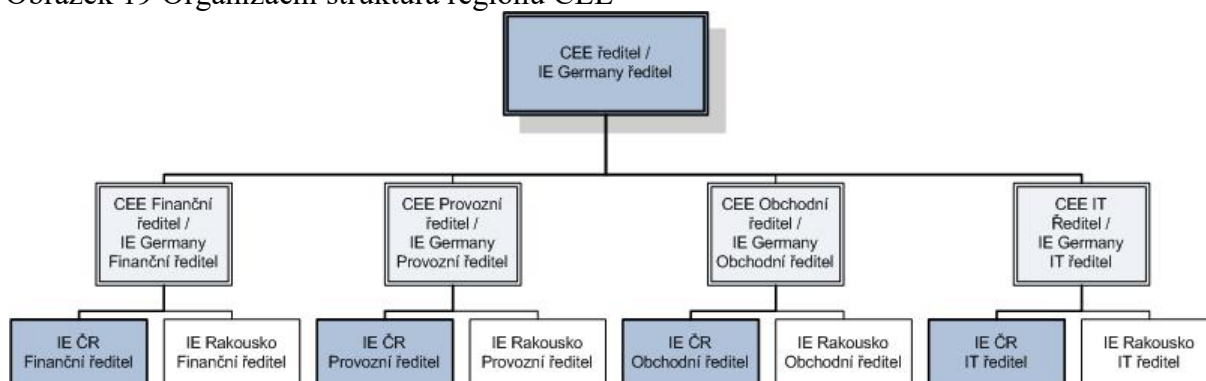 Obrázek 19 Organizační struktura regionu CEE
CEE ředitel /
IE Germany ředitel
CEE Finanční
ředitel /
IE Germany
Finanční ředitel
CEE Provozní
ředitel /
IE Germany
Provozní ředitel
CEE Obchodní
ředitel /
IE Germany
Obchodní ředitel
CEE IT
Ředitel /
IE Germany
IT ředitel
IE ČR
Finanční ředitel
IE Rakousko
Finanční ředitel
IE ČR
Provozní ředitel
IE Rakousko
Provozní ředitel
IE ČR
Obchodní ředitel
IE Rakousko
Obchodní ředitel
IE ČR
IT ředitel
IE Rakousko
IT ředitel